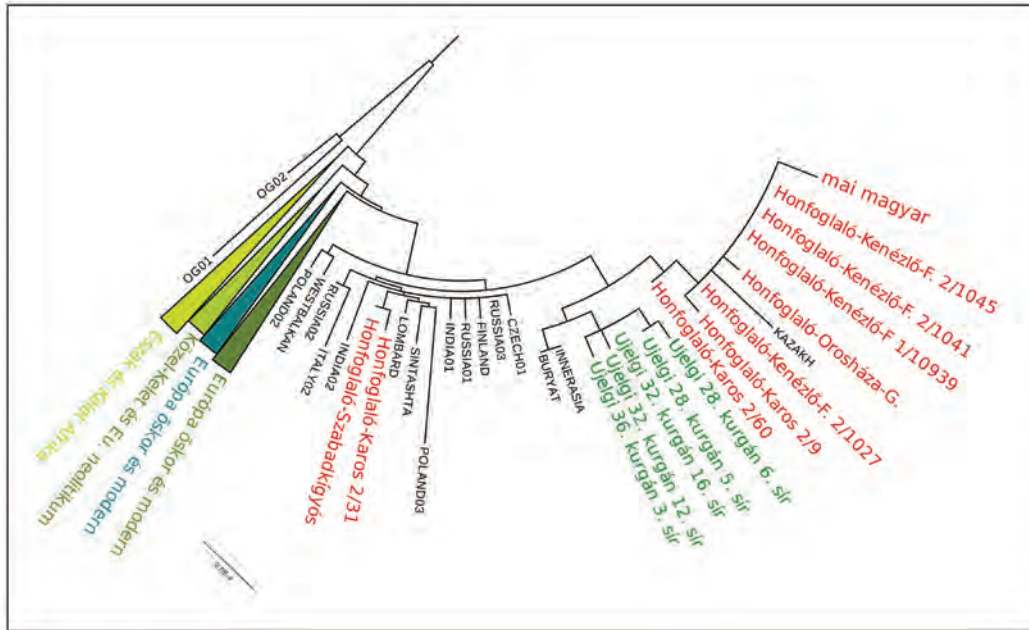 OG02
OG01
Észak és Kelet Afrika
Közel-Kelet és Eu. neolitikum
Európa őskor és modern
Európa őskor és modern
POLAND02
WESTBALKAN
RUSSIA02
ITALY02
INDIA02
Honfoglaló-Szabadkígyós
Honfoglaló-Karos 2/31
LOMBARD
SINTASHTA
POLAND03
INDIA01
RUSSIA01
FINLAND
RUSSIA03
CZECH01
BURYAT
INNERASIA
Ujelgi 36. kurgán 3. sír
Ujelgi 32. kurgán 12. sír
Ujelgi 32. kurgán 16. sír
Ujelgi 28. kurgán 5. sír
Ujelgi 28. kurgán 6. sír
Honfoglaló-Karos 2/60
Honfoglaló-Karos 2/9
Honfoglaló-Kenézlő-F. 2/1027
KAZAKH
Honfoglaló-Orosháza-G.
Honfoglaló-Kenézlő-F 1/10939
Honfoglaló-Kenézlő-F. 2/1041
Honfoglaló-Kenézlő-F. 2/1045
mai magyar